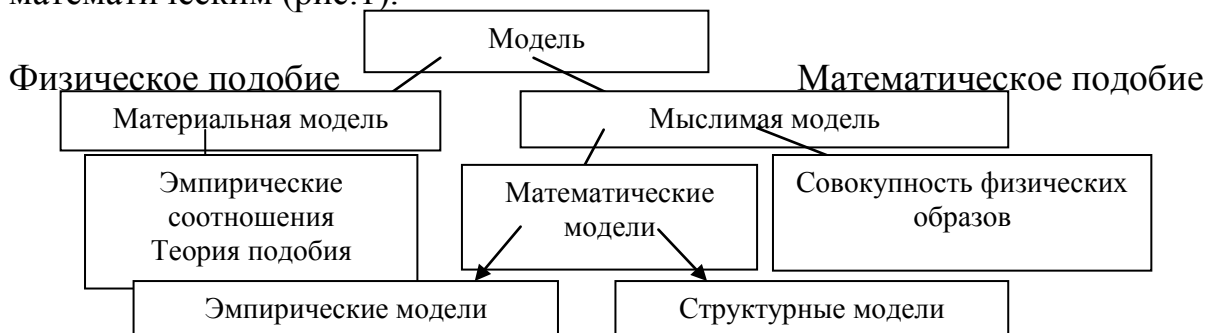 математическим (рис.1).
Модель
Физическое подобие
Математическое подобие
Материальная модель
Мыслимая модель
Эмпирические
соотношения
Теория подобия
Математические
модели
Совокупность физических
образов
Эмпирические модели
Структурные модели